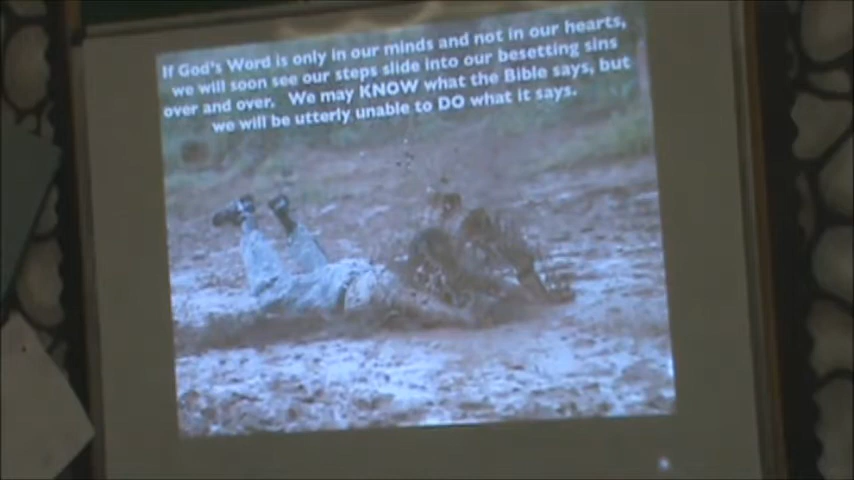 If God's Word is only in our minds and not in our hearts,
we will soon see our steps slide into our besetting sins
over and over. We may KNOW what the Bible says, but
we will be utterly unable to DO what it says.